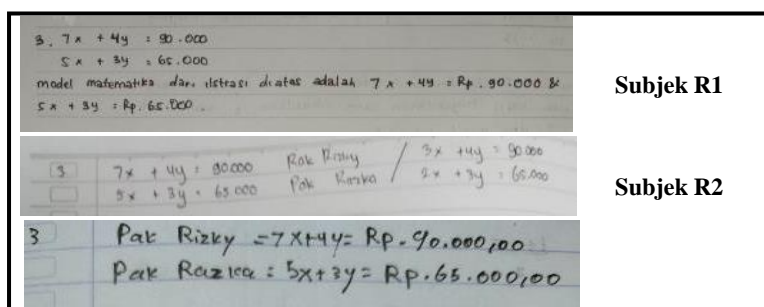 3. 7x + 4y = 90.000
5x + 3y = 65.000
model matematika dari ilstrasi diatas adalah 7x + 4y = Rp. 90.000 &
5x + 3y = Rp. 65.000.
Subjek R1
3 7x + 4y = 90000 Pak Rizky / 3x + 4y = 90.000
5x + 3y = 65.000 Pak Razka / 2x + 3y = 65.000
Subjek R2
3 Pak Rizky = 7x+4y = Rp. 90.000,00
Pak Razka = 5x+3y = Rp. 65.000,00